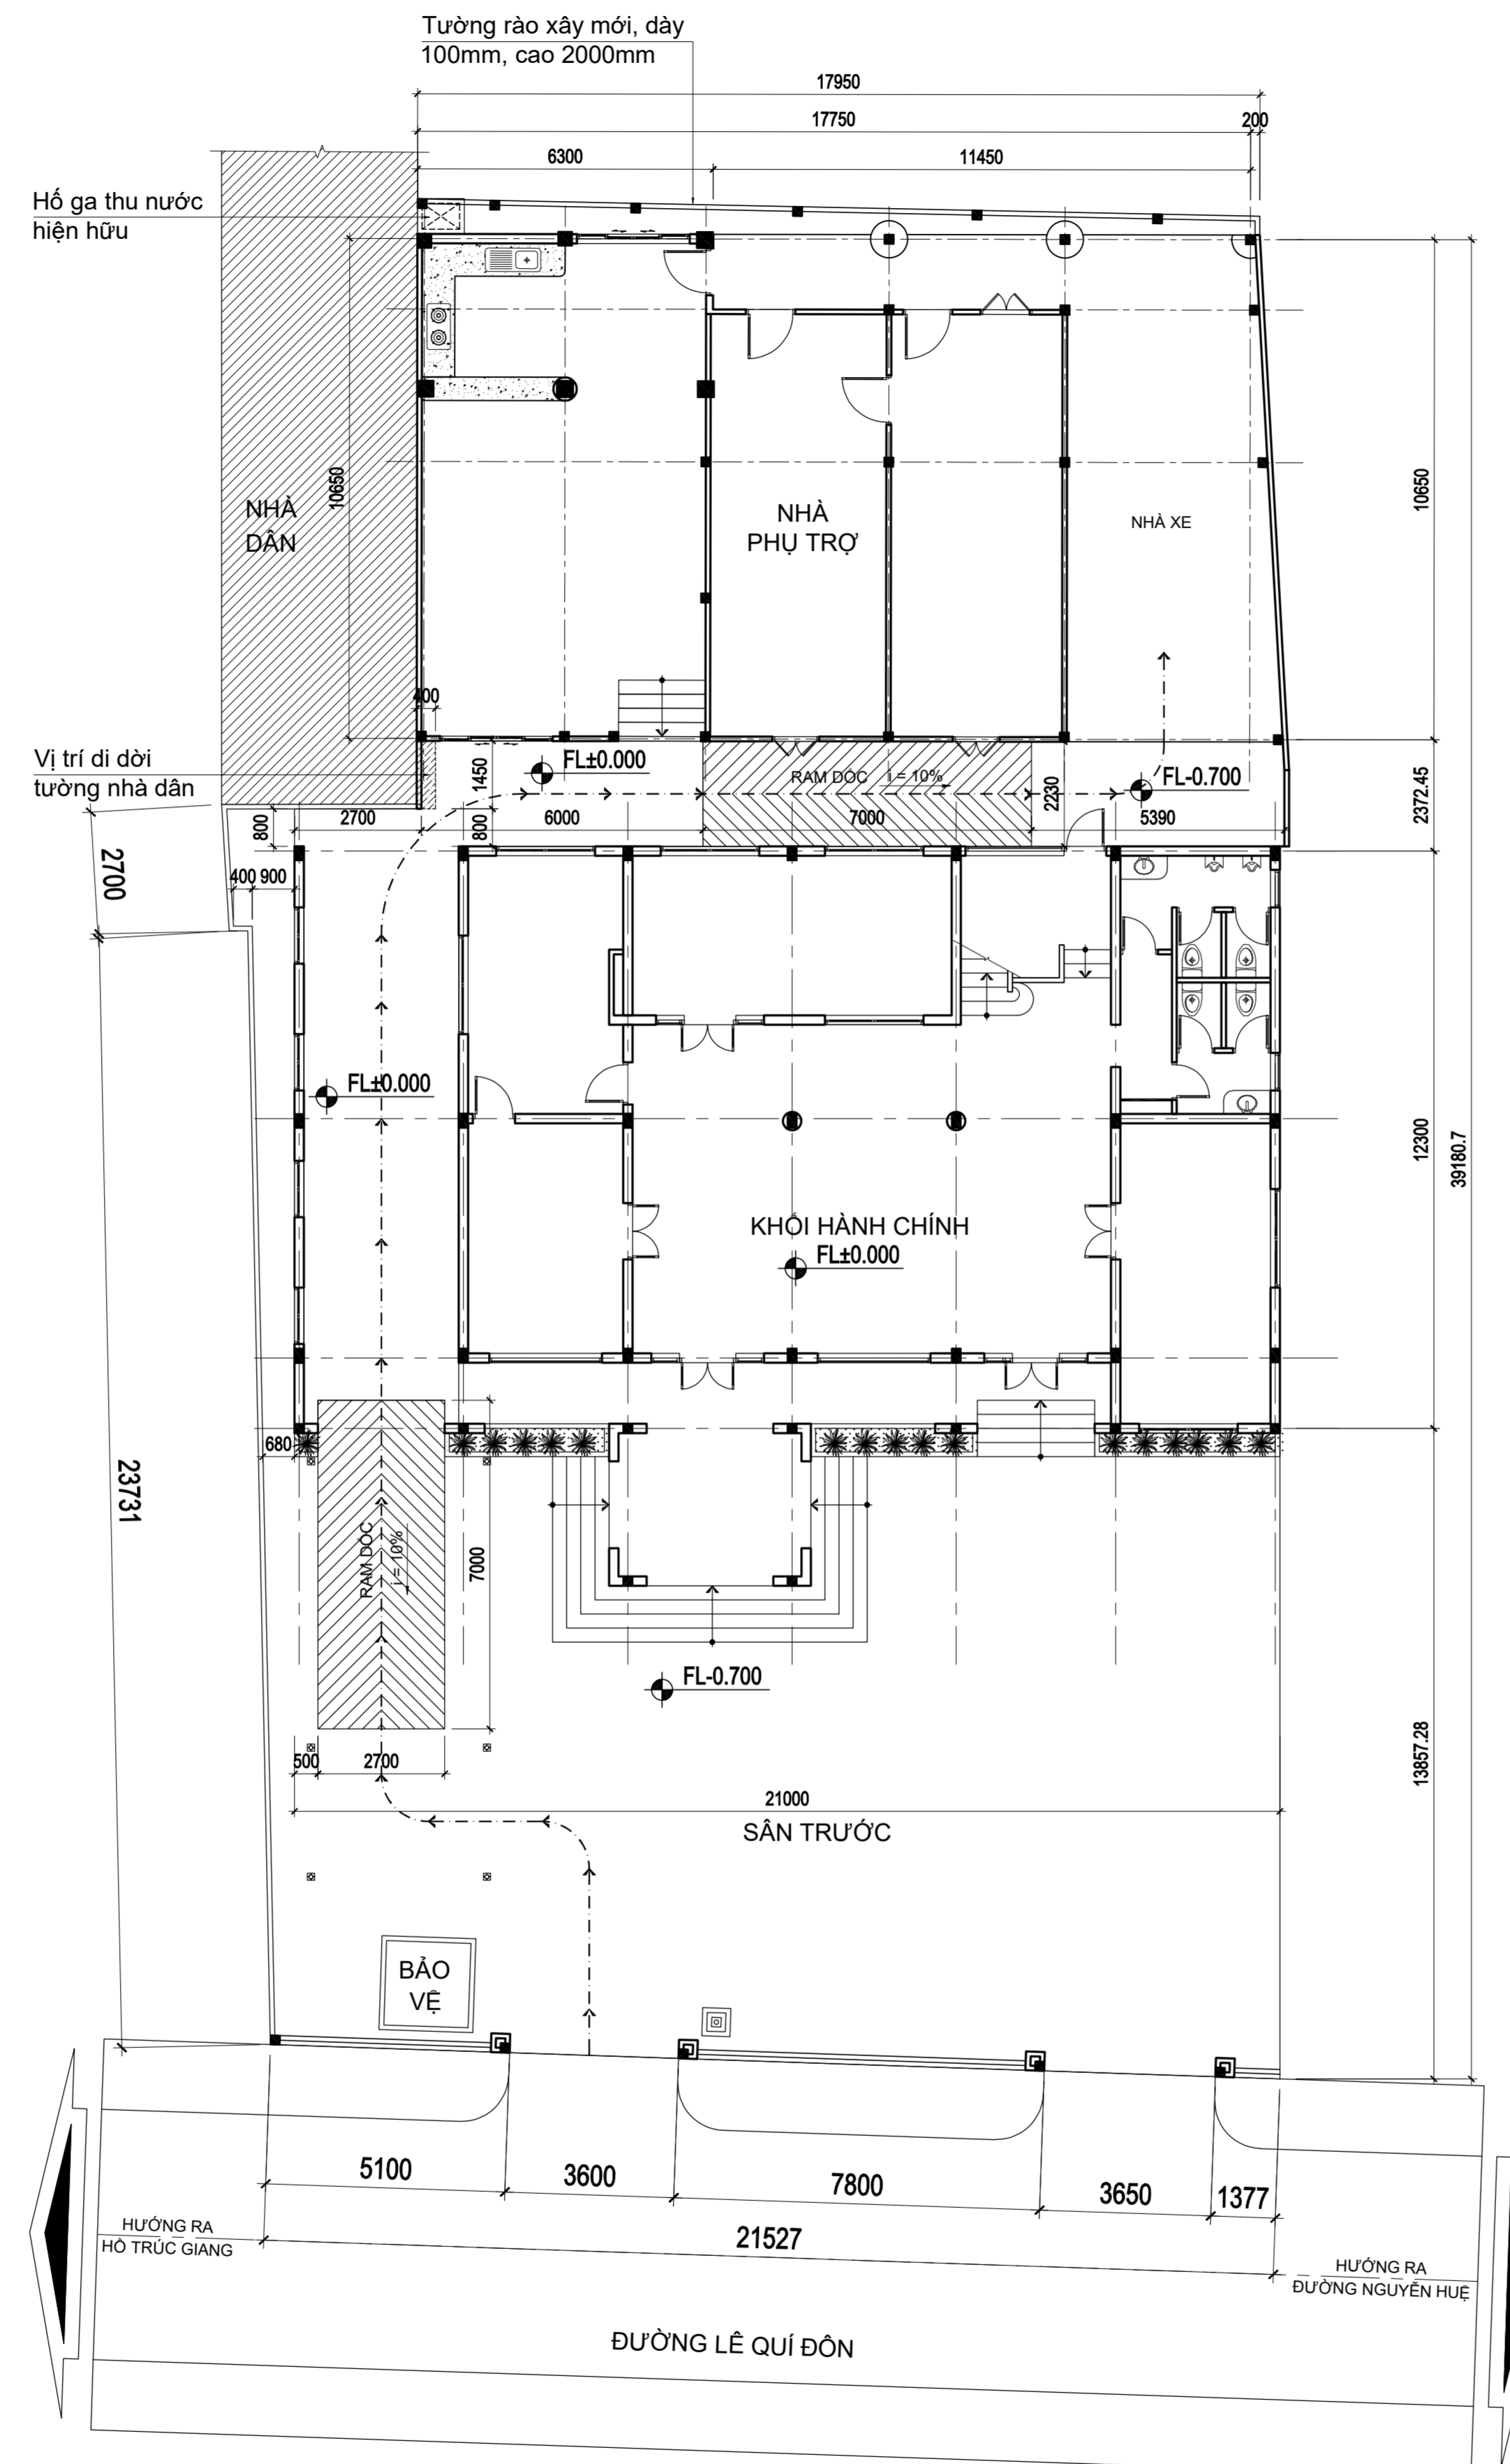 Tường rào xây mới, dày
100mm, cao 2000mm
17950
17750
200
6300
11450
Hố ga thu nước
hiện hữu
10650
NHÀ
DÂN
NHÀ
PHỤ TRỢ
NHÀ XE
10650
400
Vị trí di dời
tường nhà dân
FL±0.000
1450
RAM DỐC
i = 10%
2230
FL-0.700
2372.45
800
2700
800
6000
7000
5390
2700
400
900
FL±0.000
12300
39180.7
KHỐI HÀNH CHÍNH
FL±0.000
680
23731
RAM DỐC
i = 10%
7000
FL-0.700
500
2700
13857.28
21000
SÂN TRƯỚC
BẢO
VỆ
5100
3600
7800
3650
1377
21527
HƯỚNG RA
HỒ TRÚC GIANG
HƯỚNG RA
ĐƯỜNG NGUYỄN HUỆ
ĐƯỜNG LÊ QUÍ ĐÔN